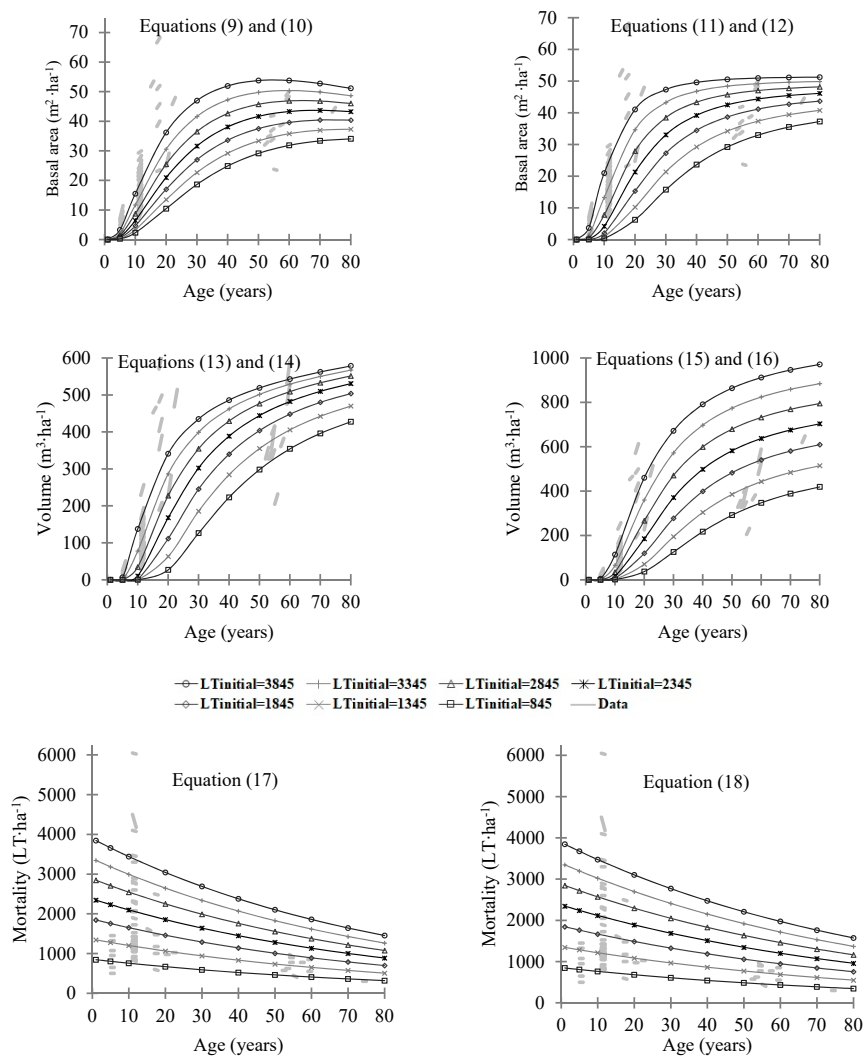 Equations (9) and (10)
Basal area (m² ·ha⁻¹)
70
60
50
40
30
20
10
0
0 10 20 30 40 50 60 70 80
Age (years)
Equations (11) and (12)
Basal area (m² ·ha⁻¹)
70
60
50
40
30
20
10
0
0 10 20 30 40 50 60 70 80
Age (years)
Equations (13) and (14)
Volume (m³·ha⁻¹)
600
500
400
300
200
100
0
0 10 20 30 40 50 60 70 80
Age (years)
Equations (15) and (16)
Volume (m³·ha⁻¹)
1000
800
600
400
200
0
0 10 20 30 40 50 60 70 80
Age (years)
LTinitial=3845 LTinitial=3345 LTinitial=2845 LTinitial=2345
LTinitial=1845 LTinitial=1345 LTinitial=845 Data
Equation (17)
Mortality (LT·ha⁻¹)
6000
5000
4000
3000
2000
1000
0
0 10 20 30 40 50 60 70 80
Age (years)
Equation (18)
Mortality (LT·ha⁻¹)
6000
5000
4000
3000
2000
1000
0
0 10 20 30 40 50 60 70 80
Age (years)